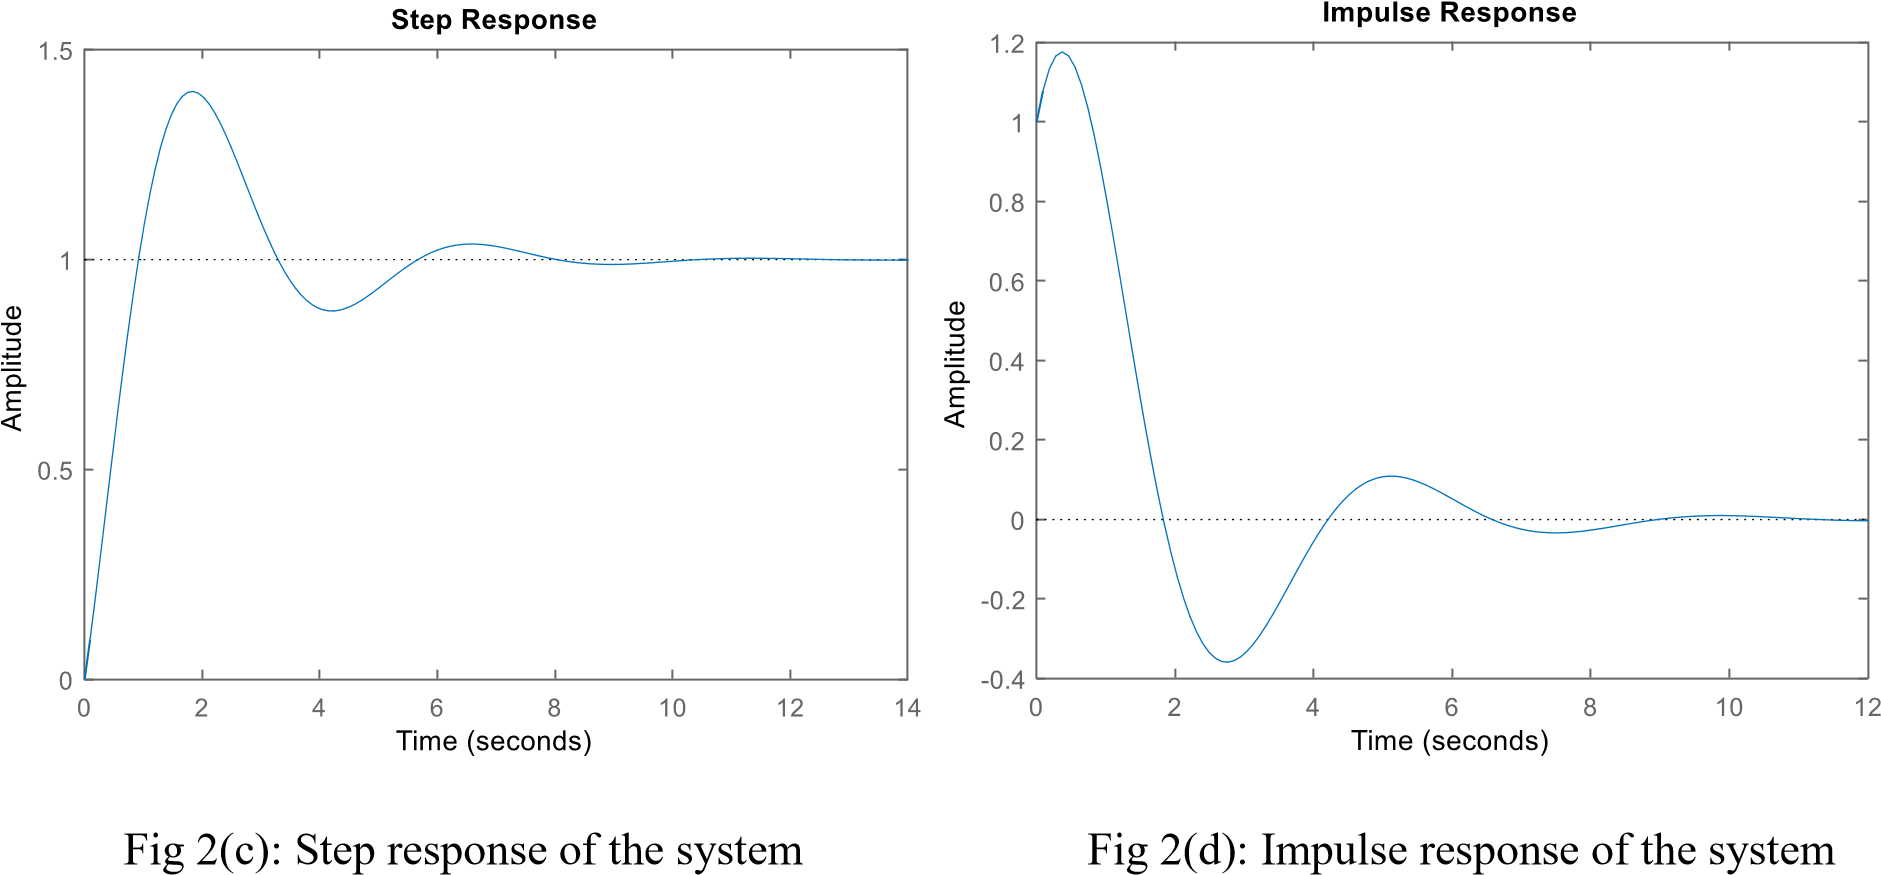 Step Response
1.5
1
0.5
0
Amplitude
0 2 4 6 8 10 12 14
Time (seconds)
Fig 2(c): Step response of the system
Impulse Response
1.2
1
0.8
0.6
0.4
0.2
0
-0.2
-0.4
Amplitude
0 2 4 6 8 10 12
Time (seconds)
Fig 2(d): Impulse response of the system